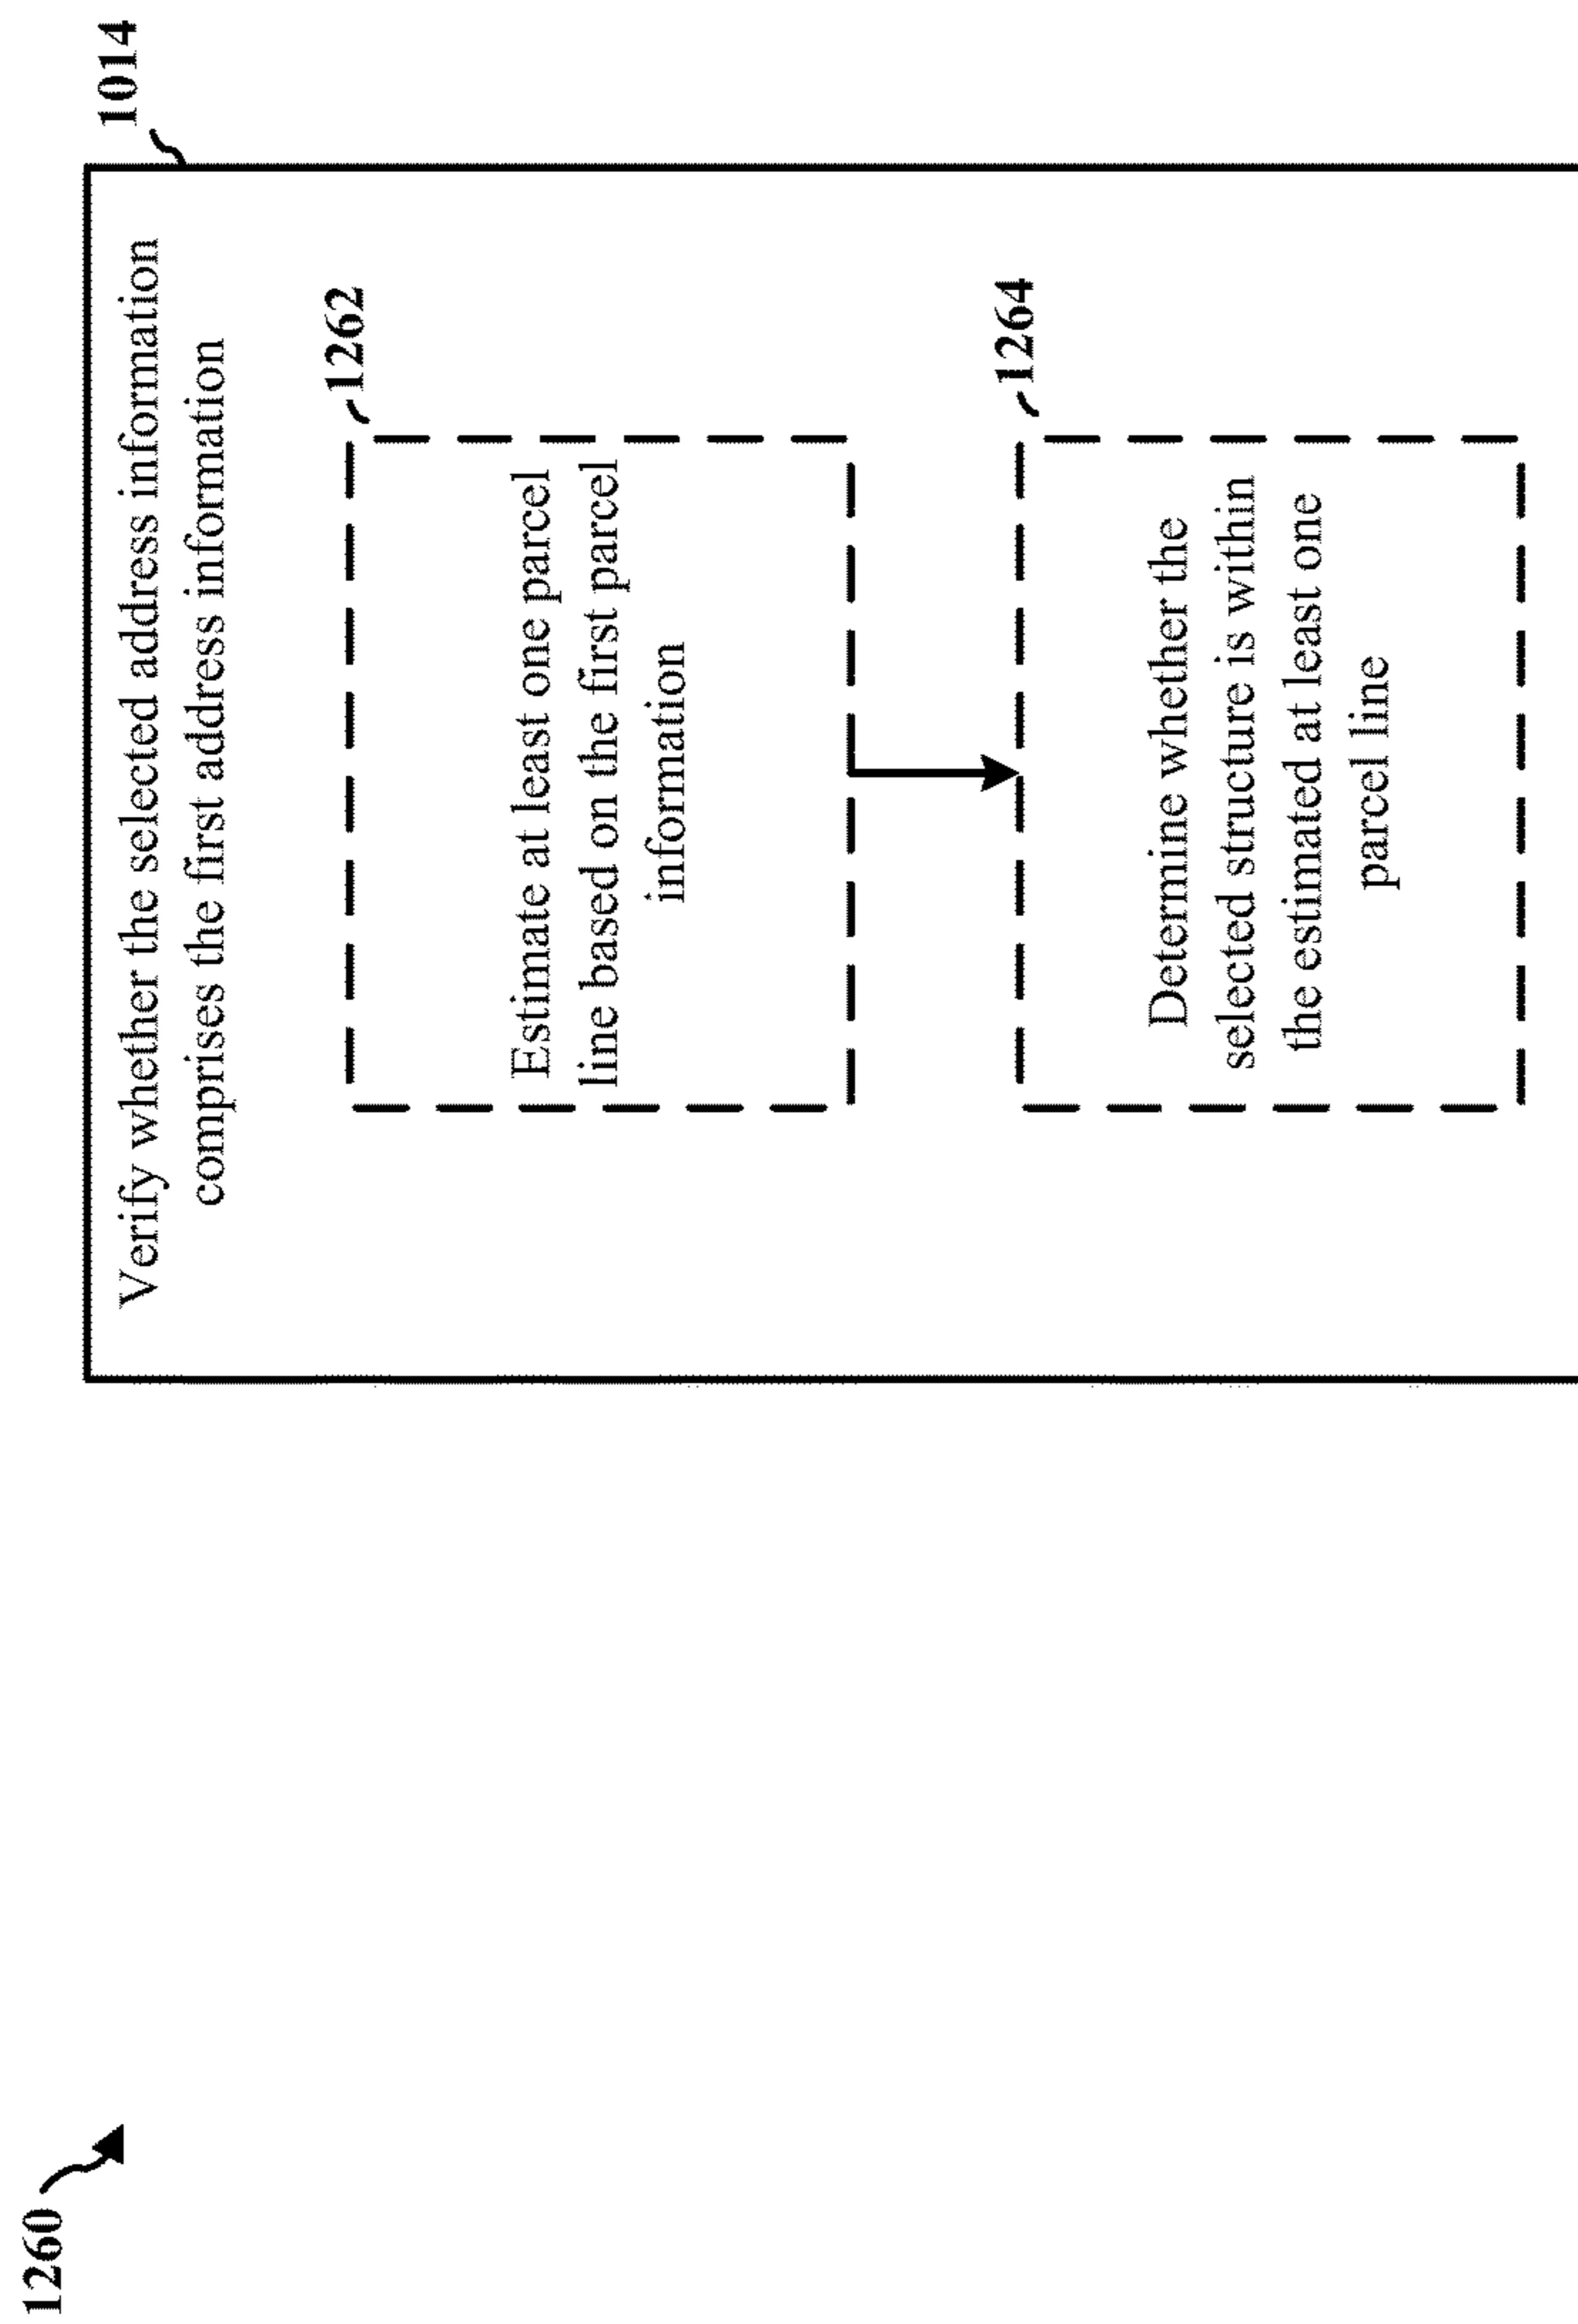 1260
1014
Verify whether the selected address information
comprises the first address information
1262
Estimate at least one parcel
line based on the first parcel
information
1264
Determine whether the
selected structure is within
the estimated at least one
parcel line